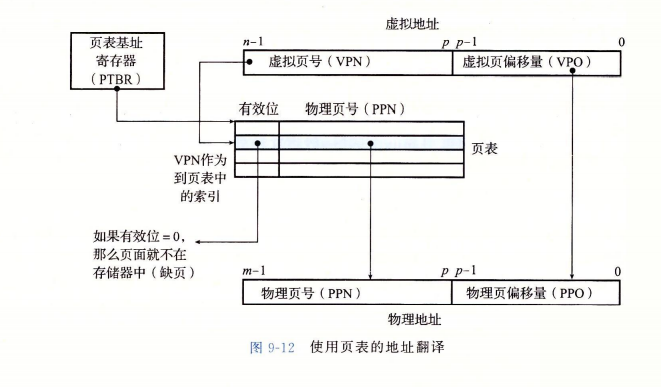 虚拟地址
页表基址
寄存器
（PTBR）
n-1
p p-1
0
虚拟页号（VPN）
虚拟页偏移量（VPO）
有效位
物理页号（PPN）
页表
VPN作为
到页表中
的索引
如果有效位=0，
那么页面就不在
存储器中（缺页）
m-1
p p-1
0
物理页号（PPN）
物理页偏移量（PPO）
物理地址
图 9-12 使用页表的地址翻译